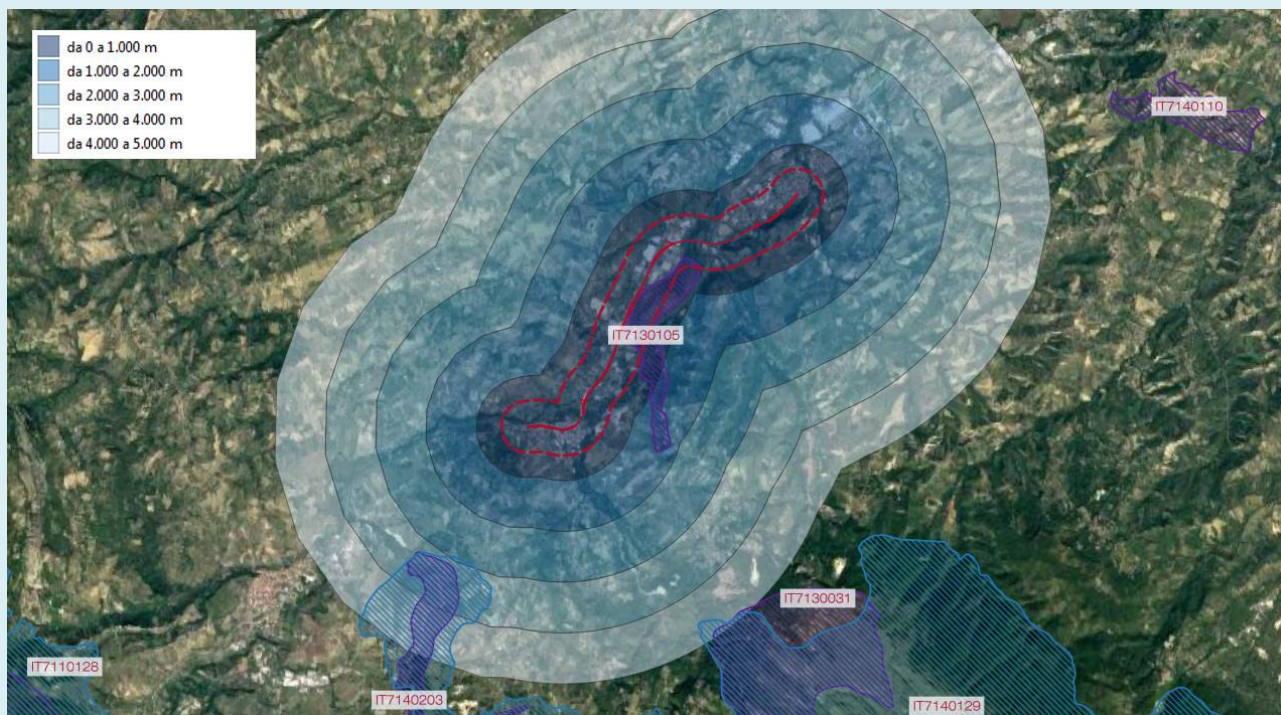 da 0 a 1.000 m
da 1.000 a 2.000 m
da 2.000 a 3.000 m
da 3.000 a 4.000 m
da 4.000 a 5.000 m
IT7140110
IT7130105
IT7130031
IT7110128
IT7140203
IT7140129